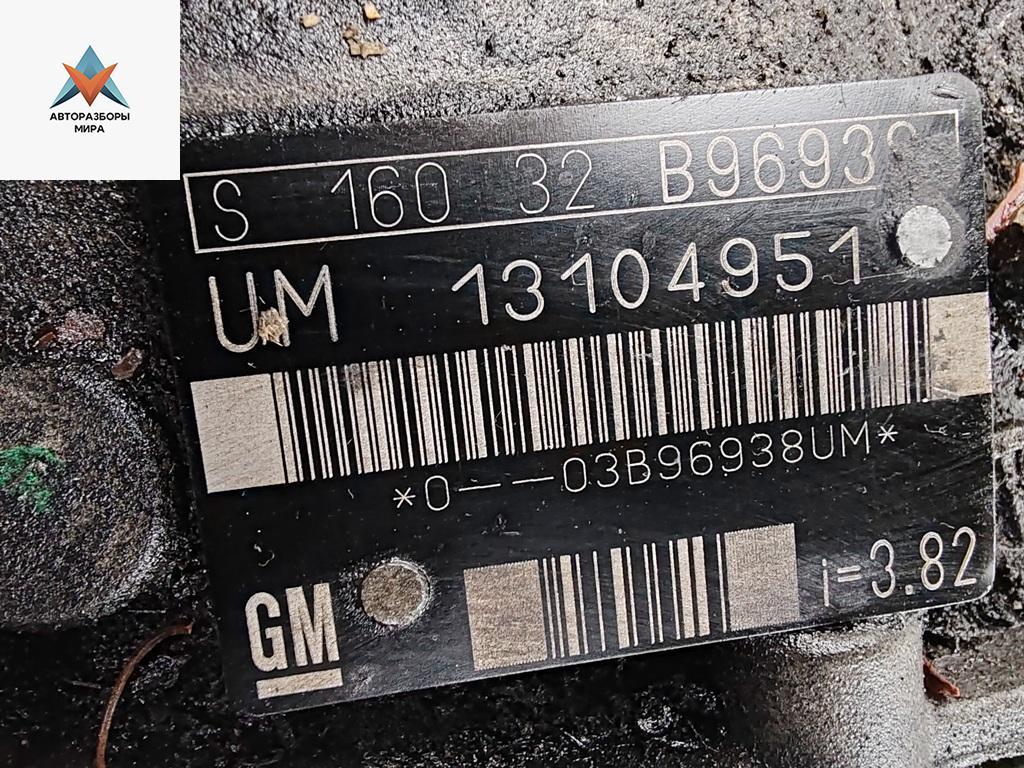 АВТОРАЗБОРЫ
МИРА
S 160 32 B9693
UM 13104951
*0--03B96938UM*
GM
i=3.82